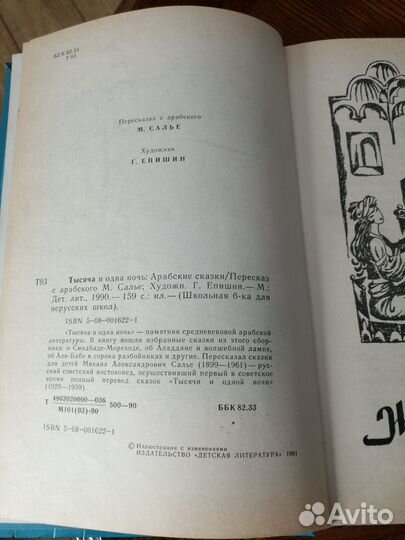 ББК 82.33
Т 93
Пересказал с арабского
М. САЛЬЕ
Художник
Г. ЕПИШИН
Т93 Тысяча и одна ночь: Арабские сказки/Пересказ
с арабского М. Салье; Художн. Г. Епишин.— М.:
Дет. лит., 1990.— 159 с.: ил.— (Школьная б-ка для
нерусских школ).
ISBN 5-08-001622-1
«Тысяча и одна ночь» — памятник средневековой арабской
литературы. В книгу вошли избранные сказки из этого сбор-
ника: о Синдбаде-Мореходе, об Аладдине и волшебной лампе,
об Али-Бабе и сорока разбойниках и другие. Пересказал сказки
для детей Михаил Александрович Салье (1899—1961) — рус-
ский советский востоковед, осуществивший первый в советское
время полный перевод сказок «Тысячи и одной ночи»
(1929—1939).
Т 4803020000—036 500—90
М101(03)-90
ББК 82.33
ISBN 5-08-001622-1
© Иллюстрации с изменениями
ИЗДАТЕЛЬСТВО «ДЕТСКАЯ ЛИТЕРАТУРА» 1981
Avito